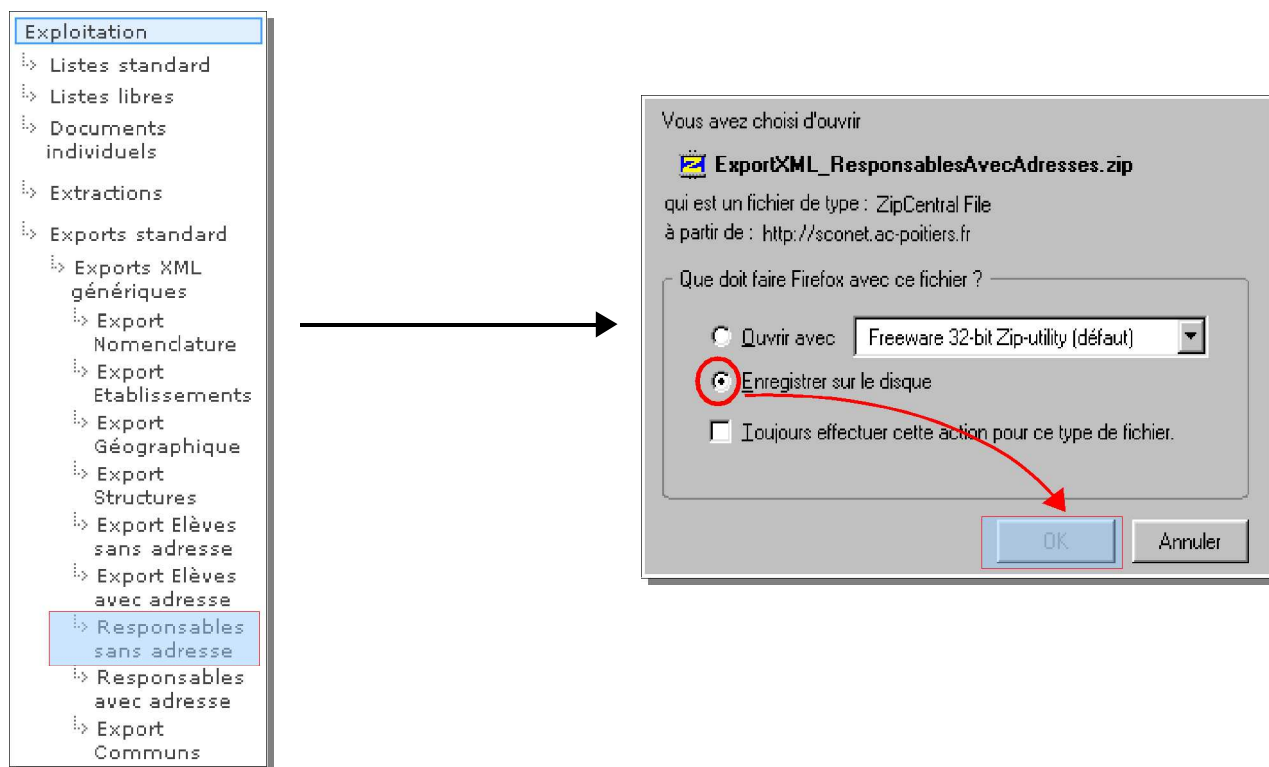 Exploitation
Listes standard
Listes libres
Documents
individuels
Extractions
Exports standard
Exports XML
génériques
Export
Nomenclature
Export
Etablissements
Export
Géographique
Export
Structures
Export Elèves
sans adresse
Export Elèves
avec adresse
Responsables
sans adresse
Responsables
avec adresse
Export
Communs
Vous avez choisi d'ouvrir
ExportXML_ResponsablesAvecAdresses.zip
qui est un fichier de type : ZipCentral File
à partir de : http://sconet.ac-poitiers.fr
Que doit faire Firefox avec ce fichier ?
Ouvrir avec Freeware 32-bit Zip-utility (défaut)
Enregistrer sur le disque
Toujours effectuer cette action pour ce type de fichier.
OK Annuler